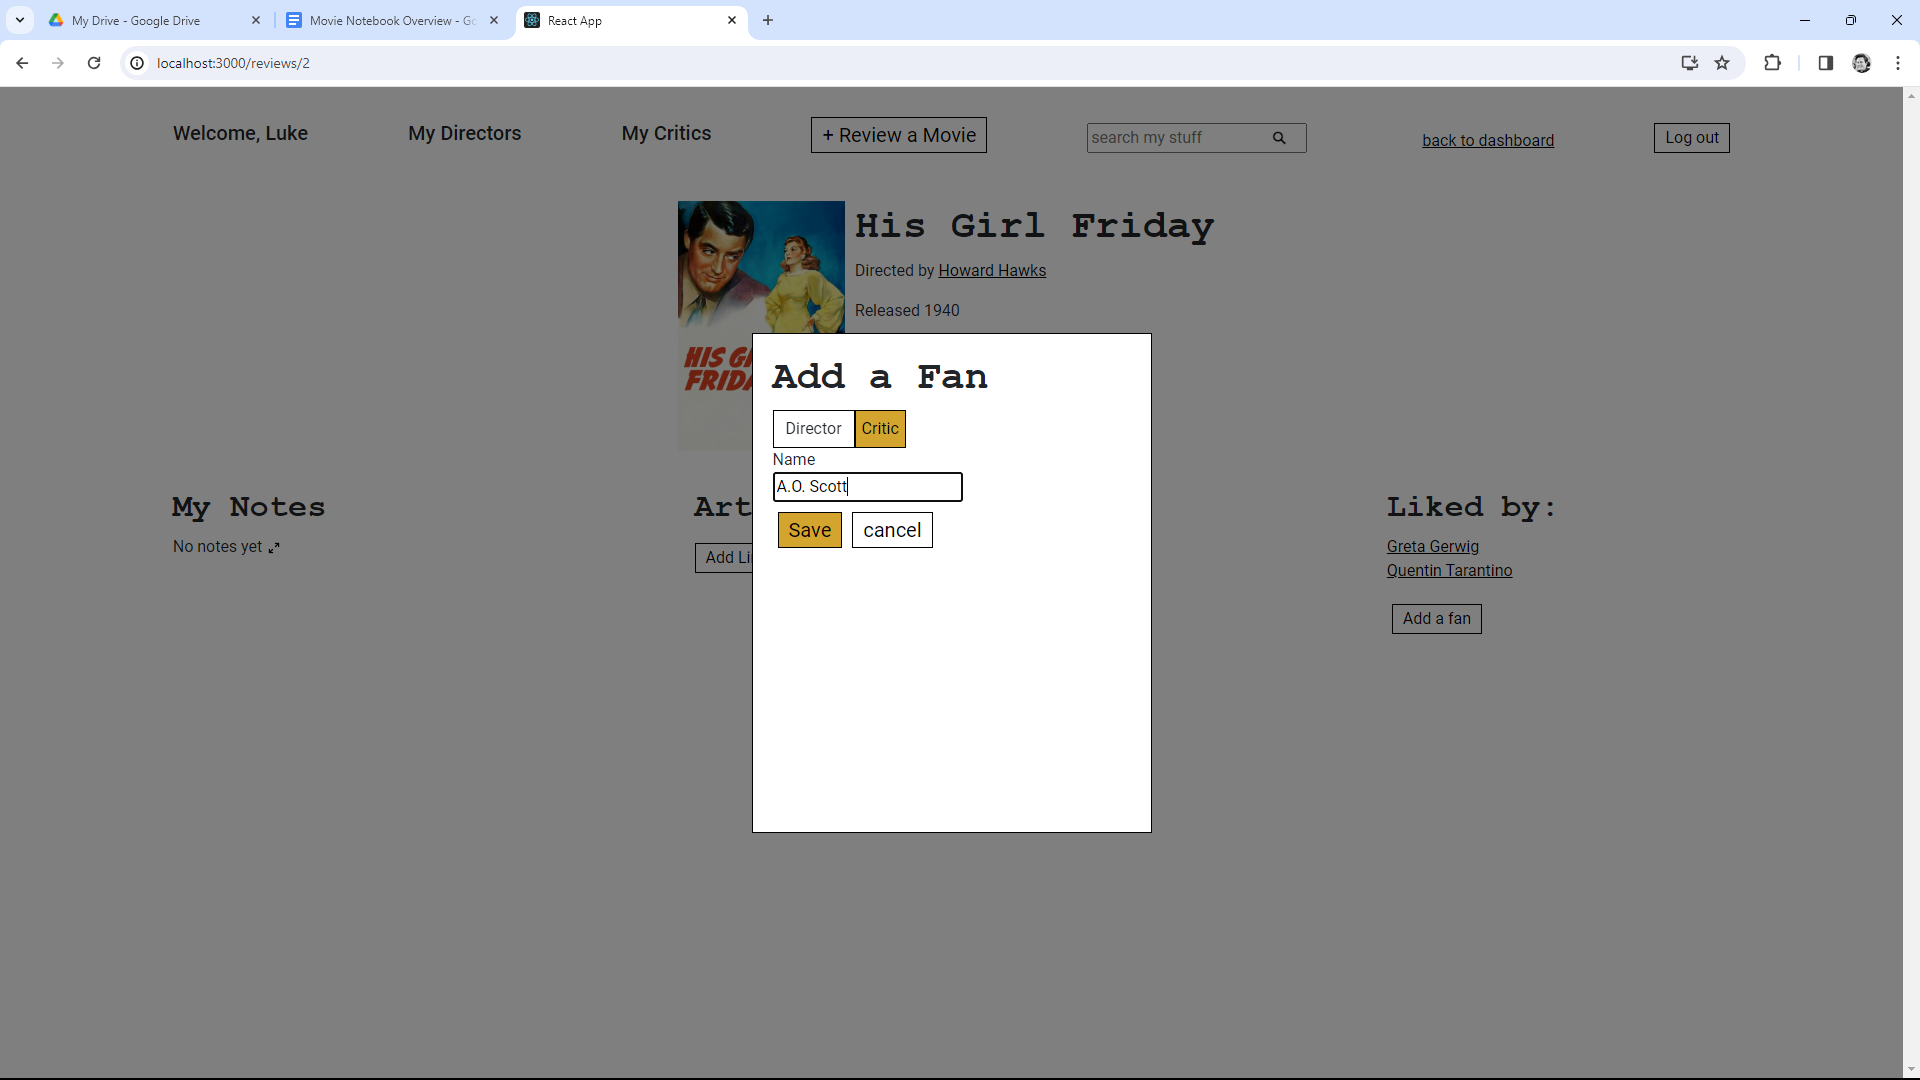 My Drive - Google Drive
Movie Notebook Overview - Go
React App
localhost:3000/reviews/2
Welcome, Luke
My Directors
My Critics
+ Review a Movie
search my stuff
back to dashboard
Log out
His Girl Friday
Directed by Howard Hawks
Released 1940
HIS GI
FRIDA
Add a Fan
Director
Critic
Name
A.O. Scott
Save
cancel
My Notes
No notes yet
Art
Add Li
Liked by:
Greta Gerwig
Quentin Tarantino
Add a fan